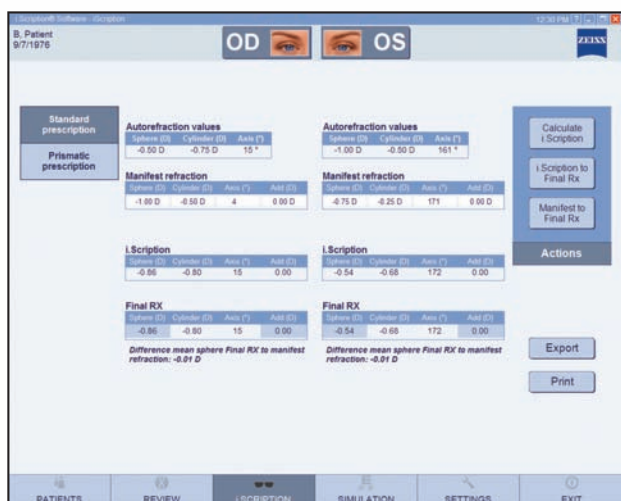 i.Scription® Software - iScription 12:30 PM ?
B, Patient
9/7/1976
OD OS
ZEISS
Standard prescription
Prismatic prescription
Autorefraction values Autorefraction values
Sphere (D) Cylinder (D) Axis (°) Sphere (D) Cylinder (D) Axis (°)
-0.50 D -0.75 D 15 ° -1.00 D -0.50 D 161 °
Manifest refraction Manifest refraction
Sphere (D) Cylinder (D) Axis (°) Add (D) Sphere (D) Cylinder (D) Axis (°) Add (D)
-1.00 D -0.50 D 4 0.00 D -0.75 D -0.25 D 171 0.00 D
i.Scription i.Scription
Sphere (D) Cylinder (D) Axis (°) Add (D) Sphere (D) Cylinder (D) Axis (°) Add (D)
-0.86 -0.80 15 0.00 -0.54 -0.68 172 0.00
Final RX Final RX
Sphere (D) Cylinder (D) Axis (°) Add (D) Sphere (D) Cylinder (D) Axis (°) Add (D)
-0.86 -0.80 15 0.00 -0.54 -0.68 172 0.00
Difference mean sphere Final RX to manifest Difference mean sphere Final RX to manifest
refraction: -0.01 D refraction: -0.01 D
Calculate
i.Scription
i.Scription to
Final Rx
Manifest to
Final Rx
Actions
Export
Print
PATIENTS REVIEW i.SCRIPTION SIMULATION SETTINGS EXIT